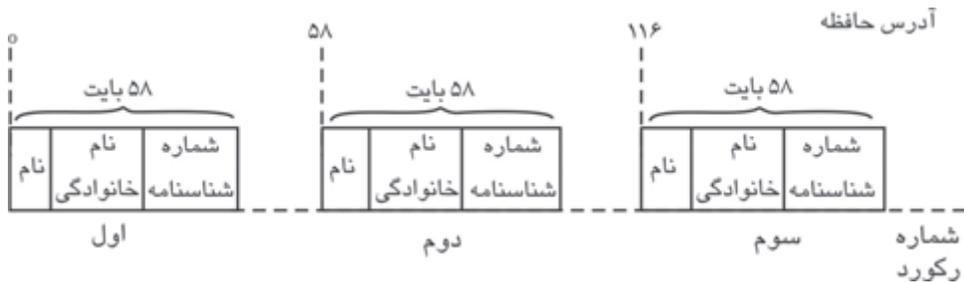 آدرس حافظه
۰ ۵۸ ۱۱۶
۵۸ بایت ۵۸ بایت ۵۸ بایت
نام نام خانوادگی شماره شناسنامه
نام نام خانوادگی شماره شناسنامه
نام نام خانوادگی شماره شناسنامه
اول دوم سوم شماره رکورد